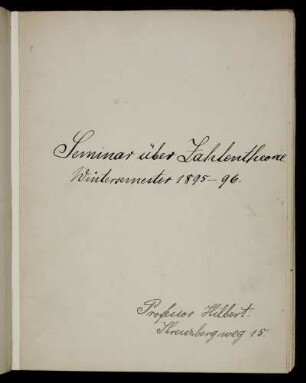 Seminar über Zahlentheorie
Wintersemester 1895-96.
Professor Hilbert.
Kreuzbergweg 15.